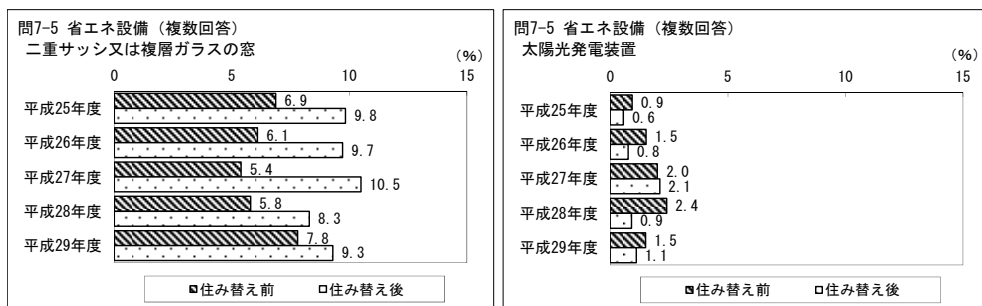 問7-5 省エネ設備（複数回答）
二重サッシ又は複層ガラスの窓
(%)
0 5 10 15
平成25年度 6.9
9.8
平成26年度 6.1
9.7
平成27年度 5.4
10.5
平成28年度 5.8
8.3
平成29年度 7.8
9.3
住み替え前 住み替え後
問7-5 省エネ設備（複数回答）
太陽光発電装置
(%)
0 5 10 15
平成25年度 0.9
0.6
平成26年度 1.5
0.8
平成27年度 2.0
2.1
平成28年度 2.4
0.9
平成29年度 1.5
1.1
住み替え前 住み替え後